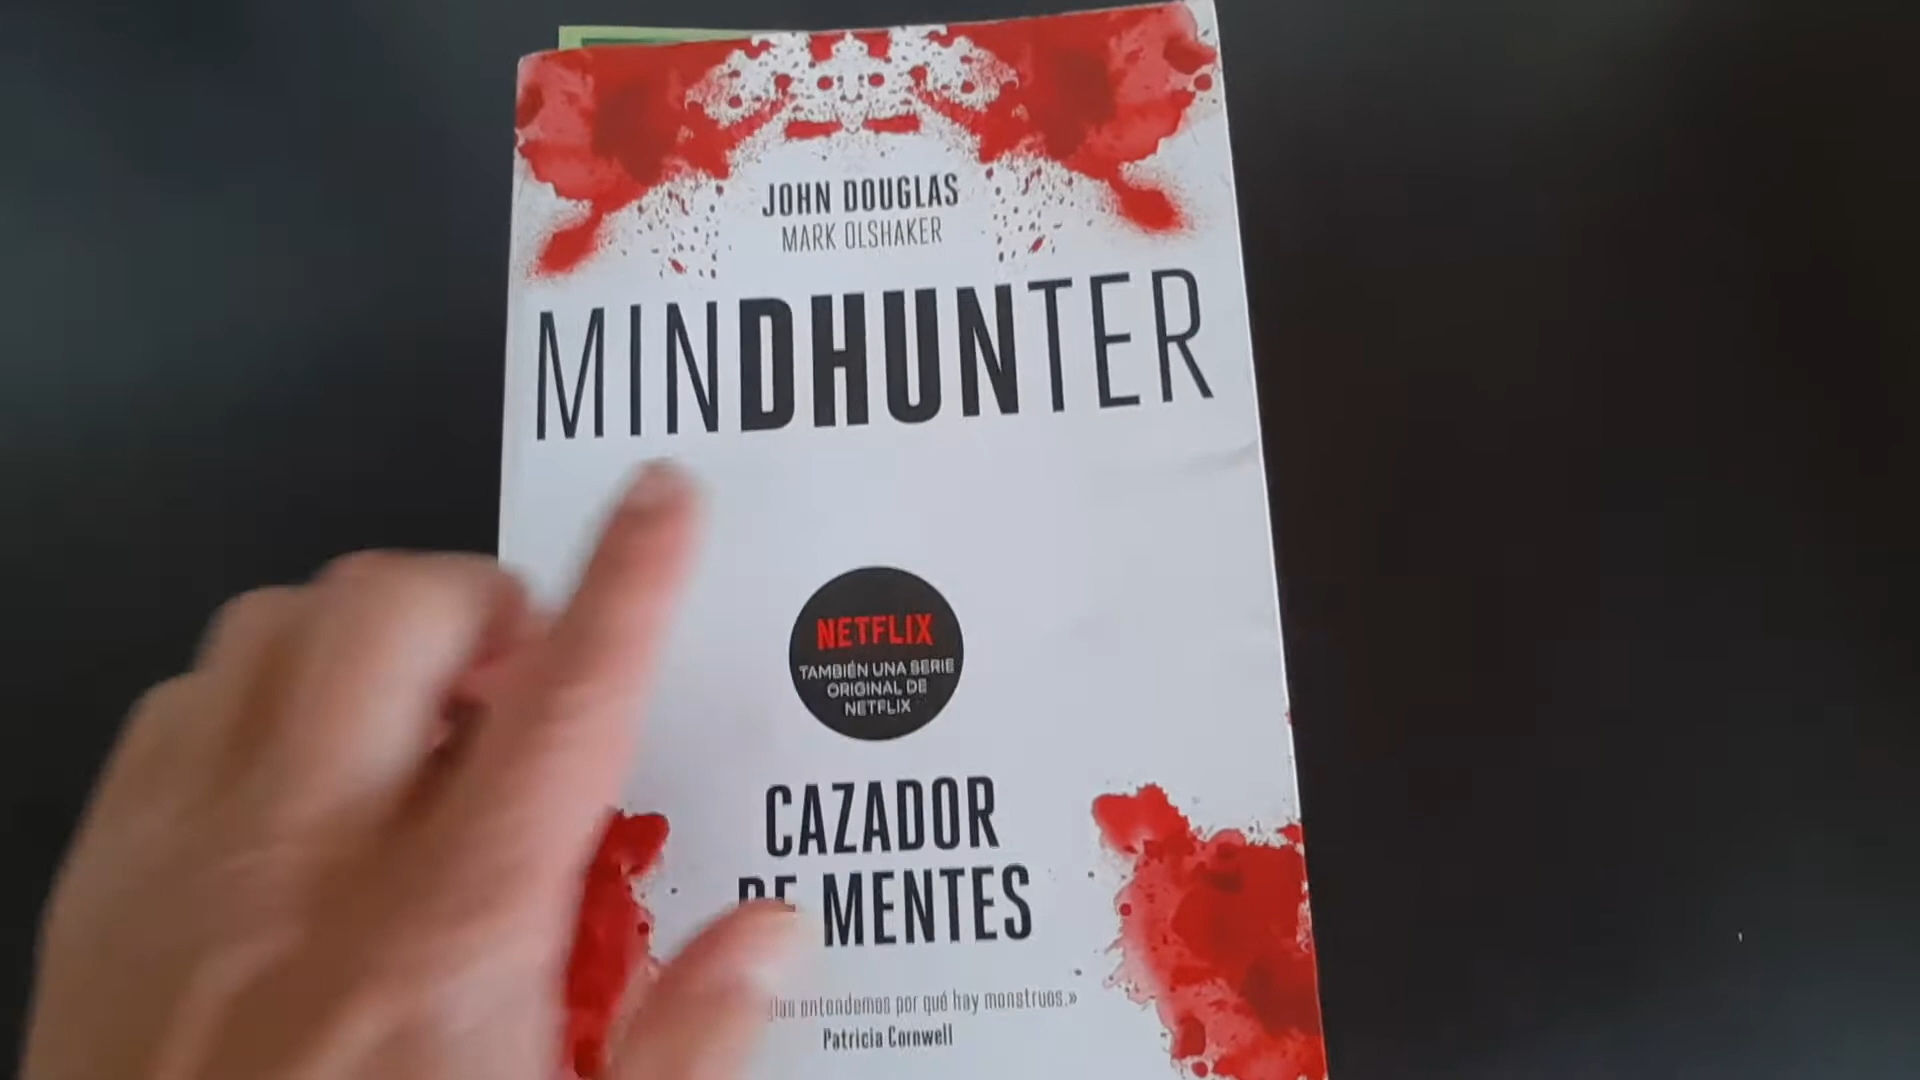 JOHN DOUGLAS
MARK OLSHAKER
MINDHUNTER
NETFLIX
TAMBIÉN UNA SERIE
ORIGINAL DE
NETFLIX
CAZADOR
DE MENTES
entendemos por qué hay monstruos.»
Patricia Cornwell